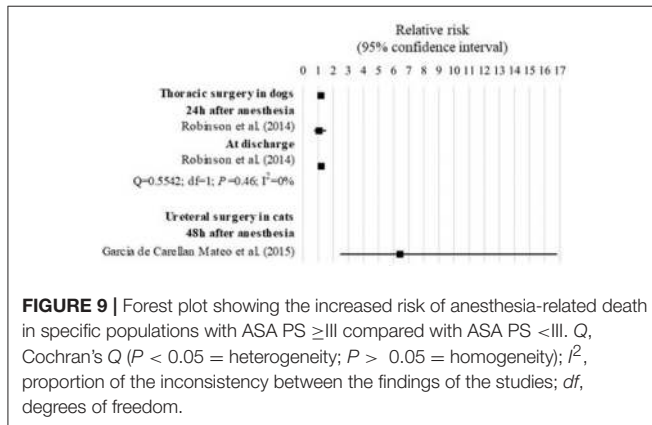 Relative risk
(95% confidence interval)
0 1 2 3 4 5 6 7 8 9 10 11 12 13 14 15 16 17
Thoracic surgery in dogs
24h after anesthesia
Robinson et al. (2014)
At discharge
Robinson et al. (2014)
Q=0.5542; df=1; P=0.46; I²=0%
Ureteral surgery in cats
48h after anesthesia
Garcia de Carellan Mateo et al. (2015)
FIGURE 9 | Forest plot showing the increased risk of anesthesia-related death
in specific populations with ASA PS ≥III compared with ASA PS <III. Q,
Cochran's Q (P < 0.05 = heterogeneity; P > 0.05 = homogeneity); I²,
proportion of the inconsistency between the findings of the studies; df,
degrees of freedom.